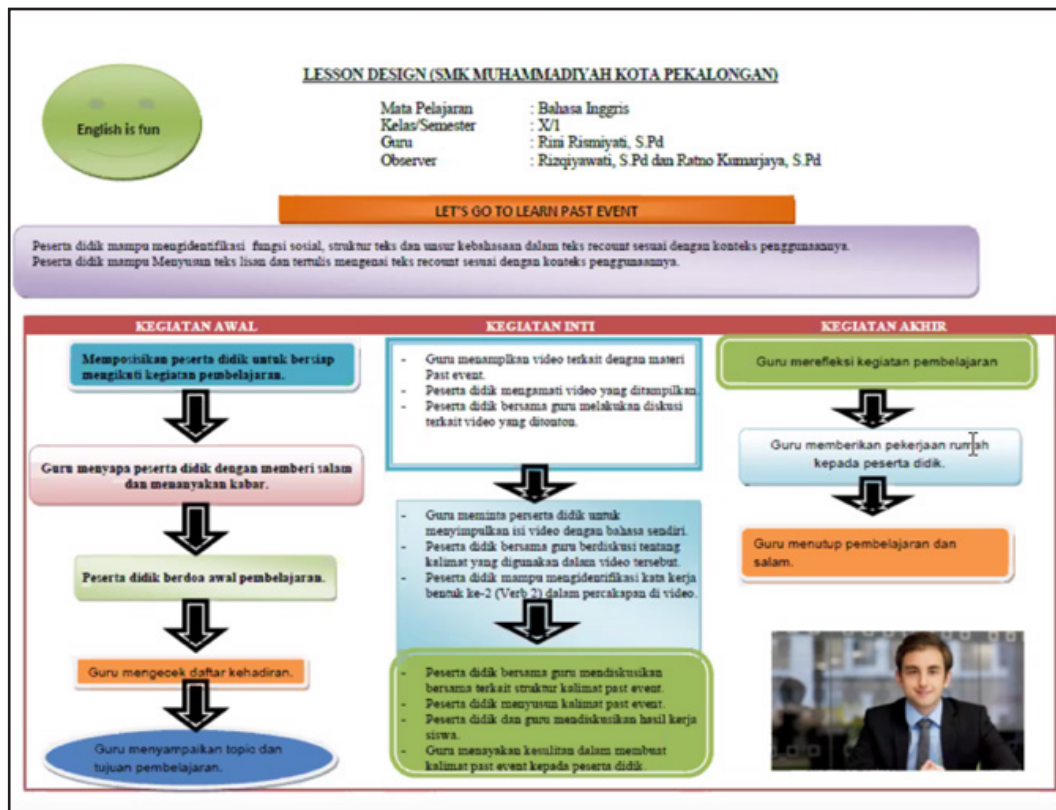 English is fun
LESSON DESIGN (SMK MUHAMMADIYAH KOTA PEKALONGAN)
Mata Pelajaran : Bahasa Inggris
Kelas/Semester : X/1
Guru : Rini Rismiyati, S.Pd
Observer : Rizqiyawati, S.Pd dan Ratno Kumarjaya, S.Pd
LET'S GO TO LEARN PAST EVENT
Peserta didik mampu mengidentifikasi fungsi sosial, struktur teks dan unsur kebahasaan dalam teks recount sesuai dengan konteks penggunaannya.
Peserta didik mampu Menyusun teks lisan dan tertulis mengenai teks recount sesuai dengan konteks penggunaannya.
KEGIATAN AWAL
Memposisikan peserta didik untuk bersiap
mengikuti kegiatan pembelajaran.
Guru menyapa peserta didik dengan memberi salam
dan menanyakan kabar.
Peserta didik berdoa awal pembelajaran.
Guru mengecek daftar kehadiran.
Guru menyampaikan topic dan
tujuan pembelajaran.
KEGIATAN INTI
- Guru menamplkan video terkait dengan materi
Past event.
- Peserta didik mengamati video yang ditampilkan.
- Peserta didik bersama guru melakukan diskusi
terkait video yang ditonton.
- Guru meminta perserta didik untuk
menyimpulkan isi video dengan bahasa sendiri.
- Peserta didik bersama guru berdiskusi tentang
kalimat yang digunakan dalam video tersebut.
- Peserta didik mampu mengidentifikasi kata kerja
bentuk ke-2 (Verb 2) dalam percakapan di video.
- Peserta didik bersama guru mendiskusikan
bersama terkait struktur kalimat past event.
- Peserta didik menyusun kalimat past event.
- Peserta didik dan guru mendiskusikan hasil kerja
siswa.
- Guru menayakan kesulitan dalam membuat
kalimat past event kepada peserta didik.
KEGIATAN AKHIR
Guru merefleksi kegiatan pembelajaran
Guru memberikan pekerjaan rumah
kepada peserta didik.
Guru menutup pembelajaran dan
salam.